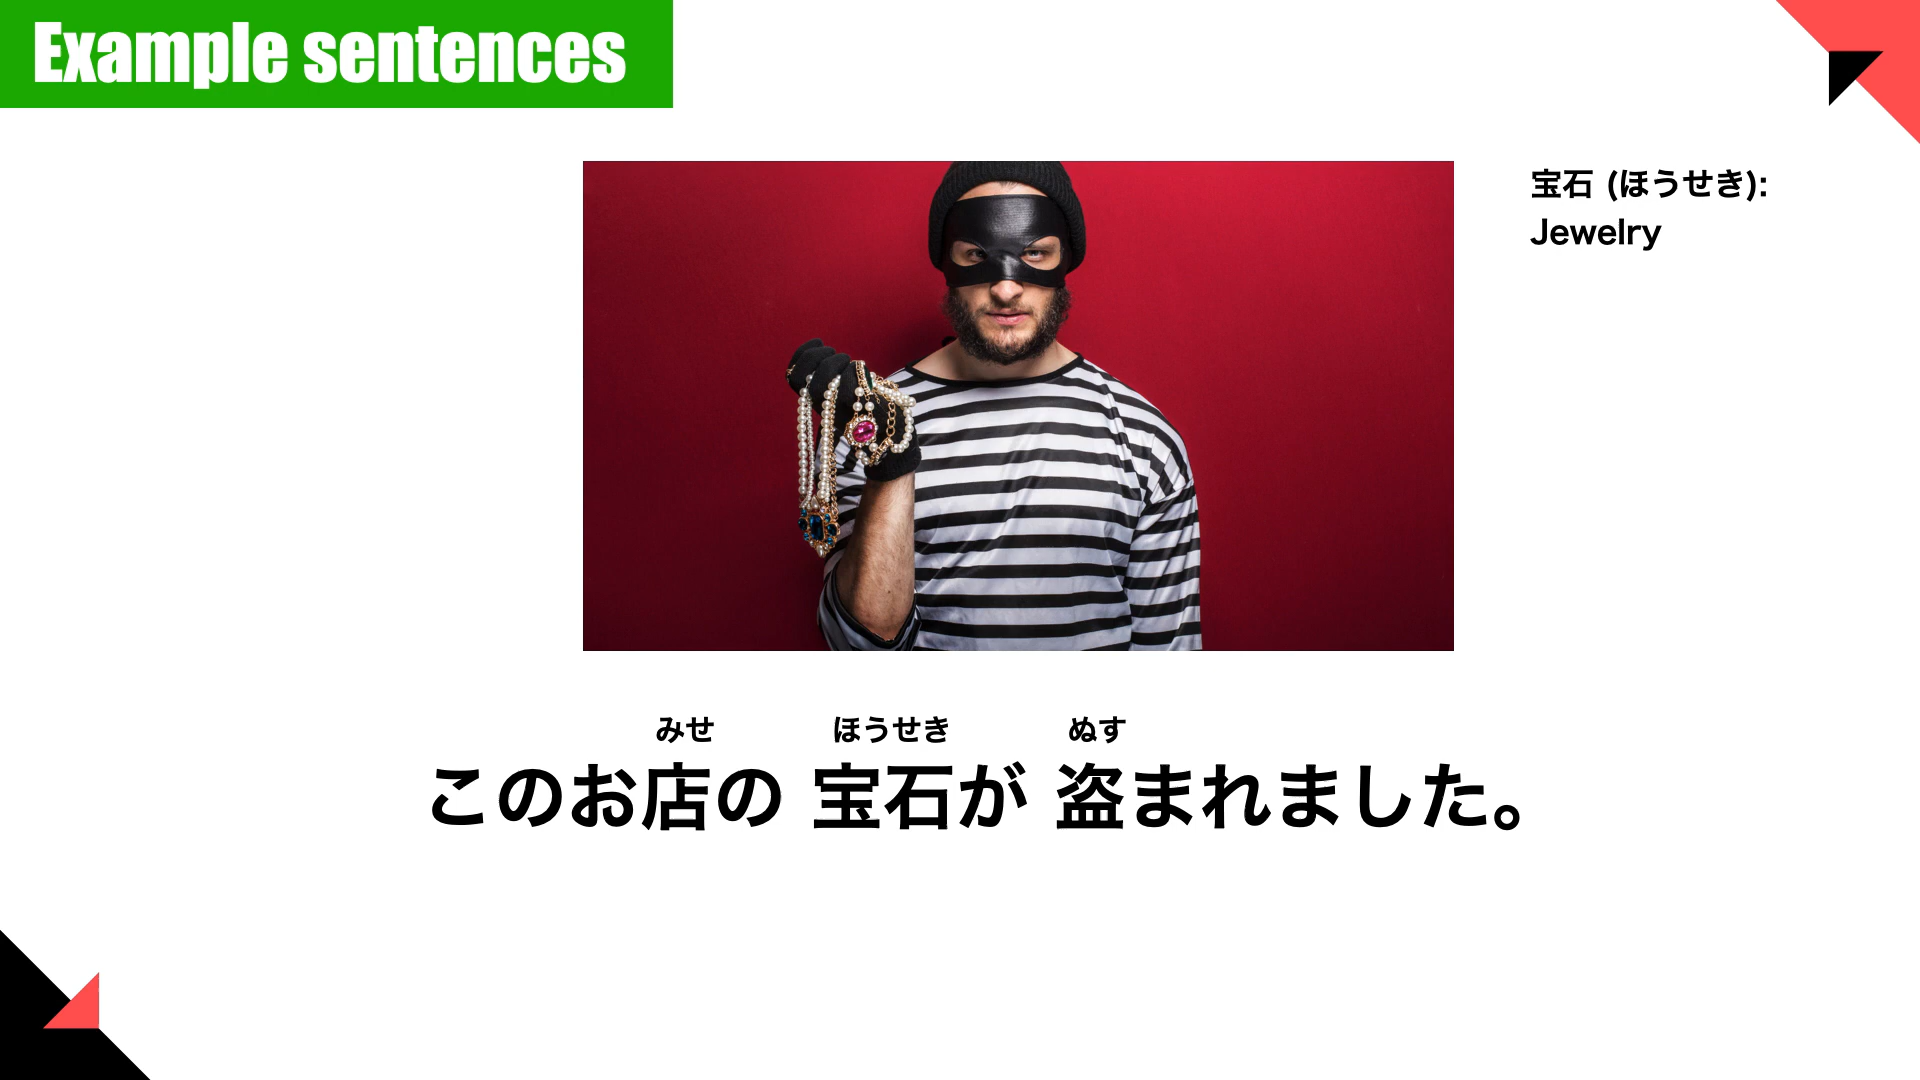 Example sentences
宝石 (ほうせき):
Jewelry
みせ ほうせき ぬす
このお店の 宝石が 盗まれました。